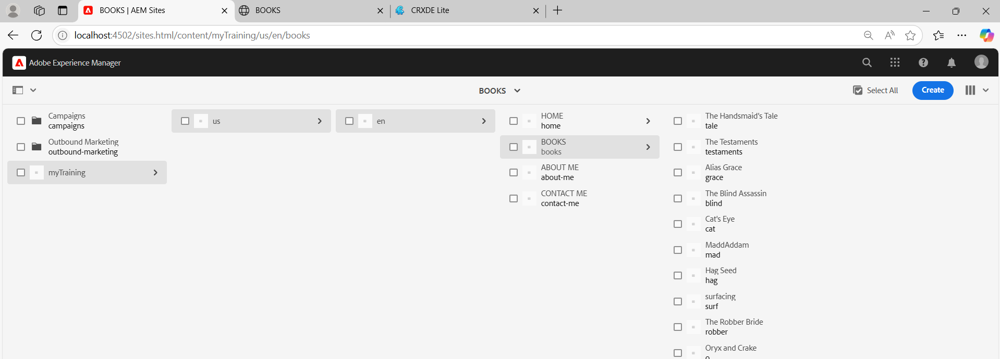 BOOKS | AEM Sites
BOOKS
CRXDE Lite
localhost:4502/sites.html/content/myTraining/us/en/books
Adobe Experience Manager
BOOKS
Select All
Create
Campaigns
campaigns
Outbound Marketing
outbound-marketing
myTraining
us
en
HOME
home
BOOKS
books
ABOUT ME
about-me
CONTACT ME
contact-me
The Handsmaid's Tale
tale
The Testaments
testaments
Alias Grace
grace
The Blind Assassin
blind
Cat's Eye
cat
MaddAddam
mad
Hag Seed
hag
surfacing
surf
The Robber Bride
robber
Oryx and Crake